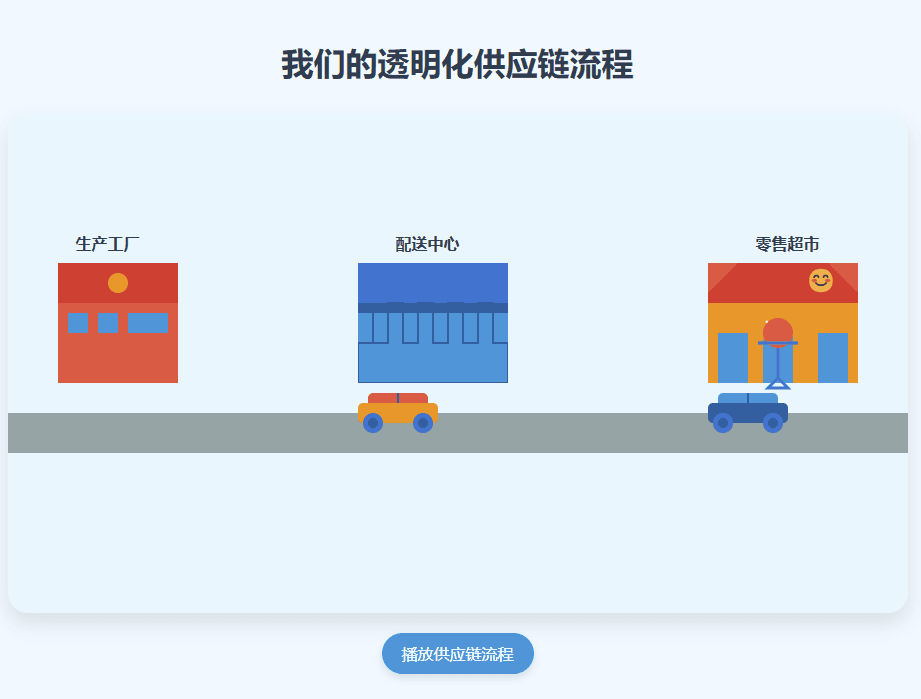 我们的透明化供应链流程
生产工厂
配送中心
零售超市
播放供应链流程